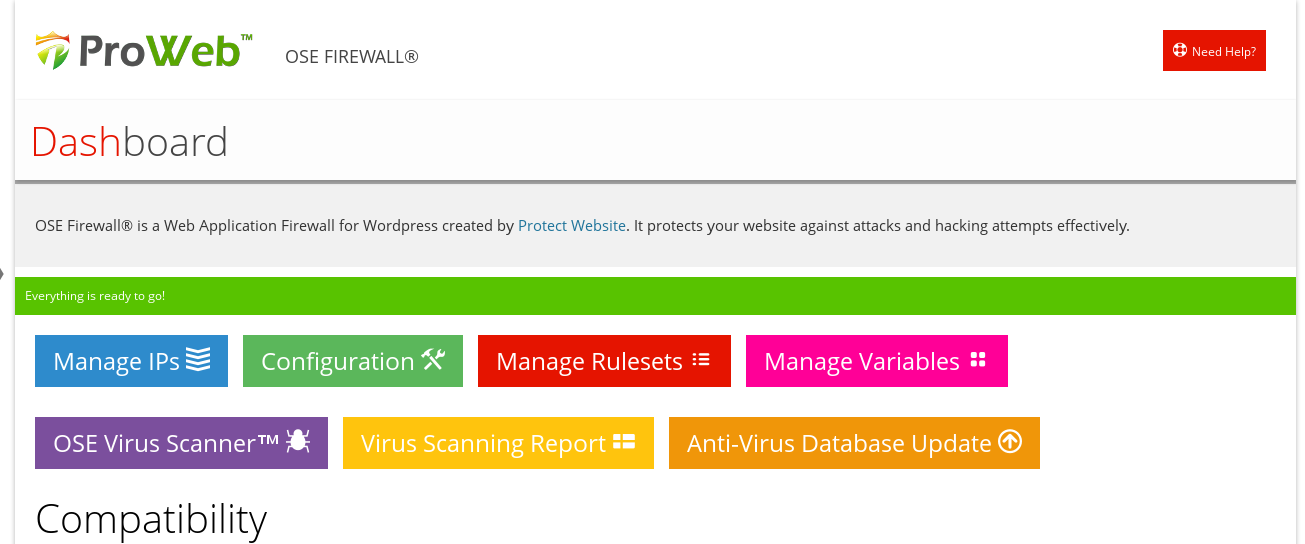 ProWeb™ OSE FIREWALL® Need Help?
Dashboard
OSE Firewall® is a Web Application Firewall for Wordpress created by Protect Website. It protects your website against attacks and hacking attempts effectively.
Everything is ready to go!
Manage IPs Configuration Manage Rulesets Manage Variables
OSE Virus Scanner™ Virus Scanning Report Anti-Virus Database Update
Compatibility